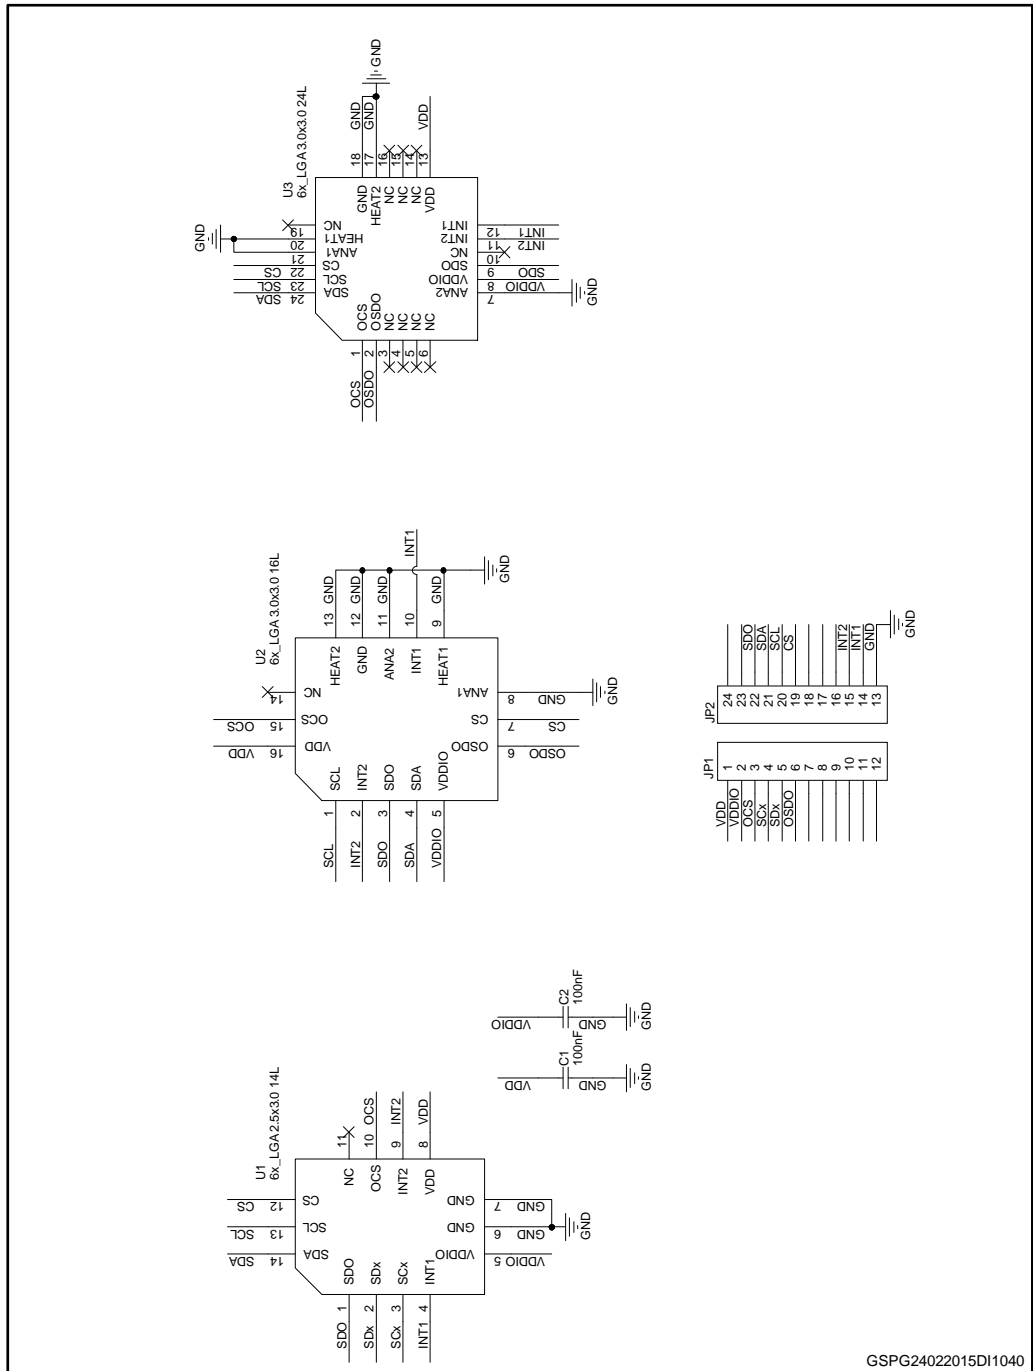 U3
6x_LGA 3.0x3.0 24L
GND
GND
GND
VDD
18
17
16
15
14
13
GND
HEAT2
NC
NC
NC
VDD
GND
19
20
21
22
23
24
NC
HEAT1
ANA1
CS
SCL
SDA
CS
SCL
SDA
OCS
OSDO
1
2
3
4
5
6
OCS
OSDO
NC
NC
NC
NC
INT1
INT2
NC
SDO
VDDIO
ANA2
12
11
10
9
8
7
INT1
INT2
SDO
VDDIO
GND
U2
6x_LGA 3.0x3.0 16L
INT1
13 GND
12 GND
11 GND
10
9 GND
HEAT2
GND
ANA2
INT1
HEAT1
GND
14
15
16
NC
OCS
VDD
OCS
VDD
SCL
INT2
SDO
SDA
VDDIO
1
2
3
4
5
SCL
INT2
SDO
SDA
VDDIO
ANA1
CS
OSDO
8
7
6
GND
CS
OSDO
GND
JP2
24
23
22
21
20
19
18
17
16
15
14
13
SDO
SDA
SCL
CS
INT2
INT1
GND
GND
JP1
1
2
3
4
5
6
7
8
9
10
11
12
VDD
VDDIO
OCS
SCx
SDx
OSDO
C2
100nF
VDDIO
GND
GND
C1
100nF
VDD
GND
GND
U1
6x_LGA 2.5x3.0 14L
11
10 OCS
9 INT2
8 VDD
NC
OCS
INT2
VDD
12
13
14
CS
SCL
SDA
CS
SCL
SDA
SDO 1
SDx 2
SCx 3
INT1 4
SDO
SDx
SCx
INT1
GND
GND
VDDIO
7 GND
6 GND
5 VDDIO
GND
GSPG24022015DI1040